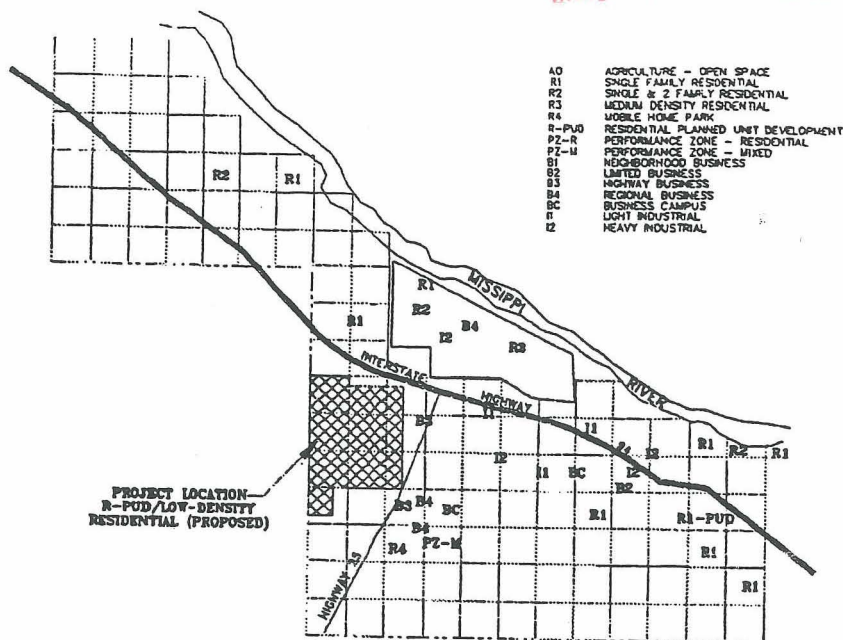 AO AGRICULTURE - OPEN SPACE
R1 SINGLE FAMILY RESIDENTIAL
R2 SINGLE & 2 FAMILY RESIDENTIAL
R3 MEDIUM DENSITY RESIDENTIAL
R4 MOBILE HOME PARK
R-PUD RESIDENTIAL PLANNED UNIT DEVELOPMENT
PZ-R PERFORMANCE ZONE - RESIDENTIAL
PZ-M PERFORMANCE ZONE - MIXED
B1 NEIGHBORHOOD BUSINESS
B2 LIMITED BUSINESS
B3 HIGHWAY BUSINESS
B4 REGIONAL BUSINESS
BC BUSINESS CAMPUS
I1 LIGHT INDUSTRIAL
I2 HEAVY INDUSTRIAL
R2 R1
MISSIPPI
RIVER
R1
R2
I2 B4
R3
R1
INTERSTATE
HIGHWAY
94
B3
I1
I1
I2
I1 BC
I2
I2
B2
R1
R2
R1
B3 B4
BC
B4
R4
PZ-M
R1
R1-PUD
R1
R1
HIGHWAY 25
PROJECT LOCATION
R-PUD/LOW-DENSITY
RESIDENTIAL (PROPOSED)